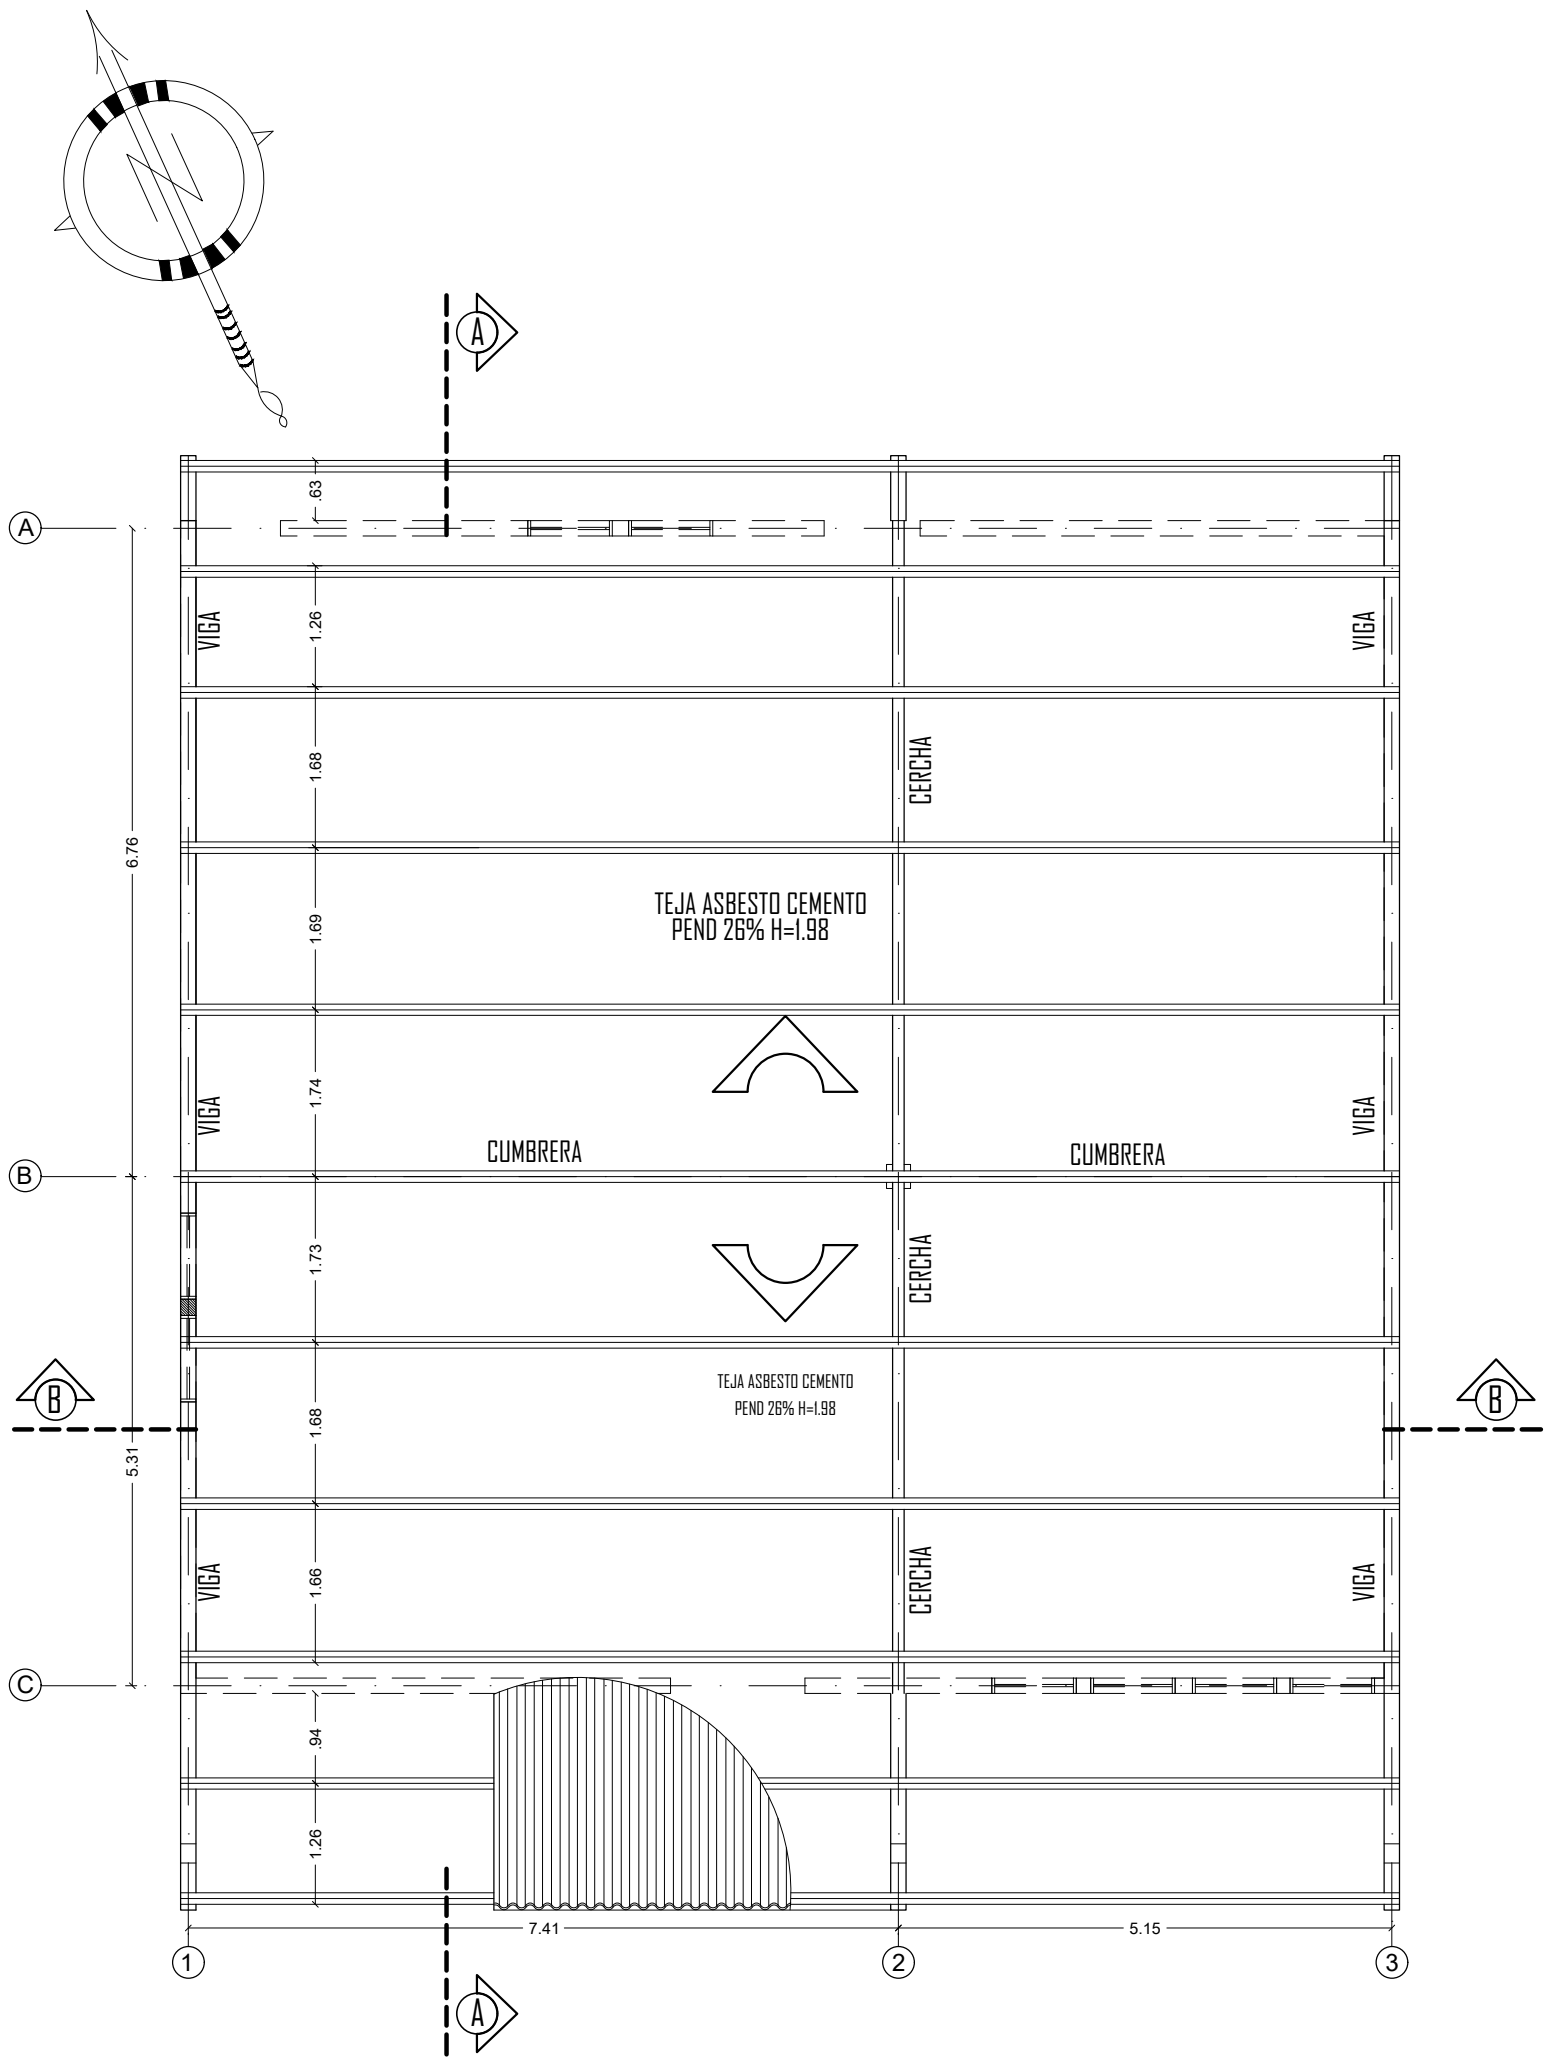 A
.63
A
1.26
VIGA
VIGA
1.68
CERCHA
6.76
TEJA ASBESTO CEMENTO
PEND 26% H=1.98
1.69
1.74
VIGA
VIGA
CUMBRERA
CUMBRERA
B
1.73
CERCHA
TEJA ASBESTO CEMENTO
PEND 26% H=1.98
B
B
1.68
5.31
VIGA
1.66
CERCHA
VIGA
C
.94
1.26
7.41
5.15
1
2
3
A